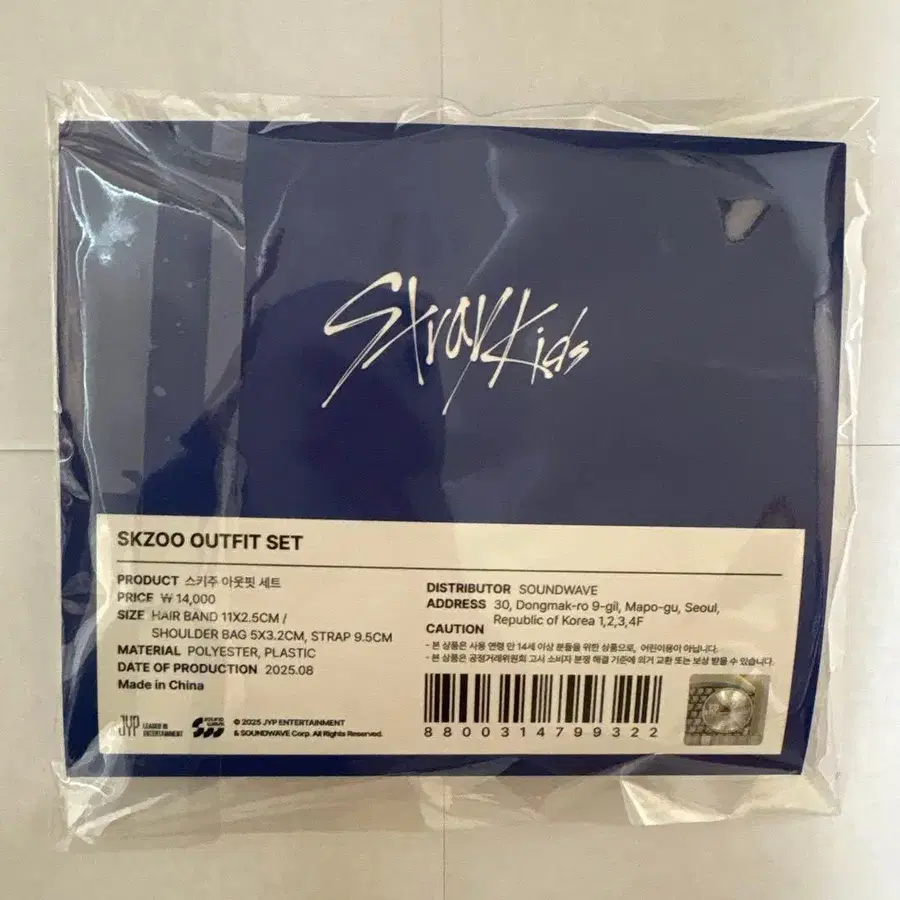 Stray Kids
SKZOO OUTFIT SET
PRODUCT 스키주 아웃핏 세트
PRICE ₩ 14,000
SIZE HAIR BAND 11X2.5CM /
SHOULDER BAG 5X3.2CM, STRAP 9.5CM
MATERIAL POLYESTER, PLASTIC
DATE OF PRODUCTION 2025.08
Made in China
JYP LEADER IN
ENTERTAINMENT
© 2025 JYP ENTERTAINMENT
& SOUNDWAVE Corp. All Rights Reserved.
DISTRIBUTOR SOUNDWAVE
ADDRESS 30, Dongmak-ro 9-gil, Mapo-gu, Seoul,
Republic of Korea 1,2,3,4F
CAUTION
- 본 상품은 사용 연령 만 14세 이상 분들을 위한 상품으로, 어린이용이 아닙니다.
- 본 상품은 공정거래위원회 고시 소비자 분쟁 해결 기준에 의거 교환 또는 보상 받을 수 있습니다.
8800314799322